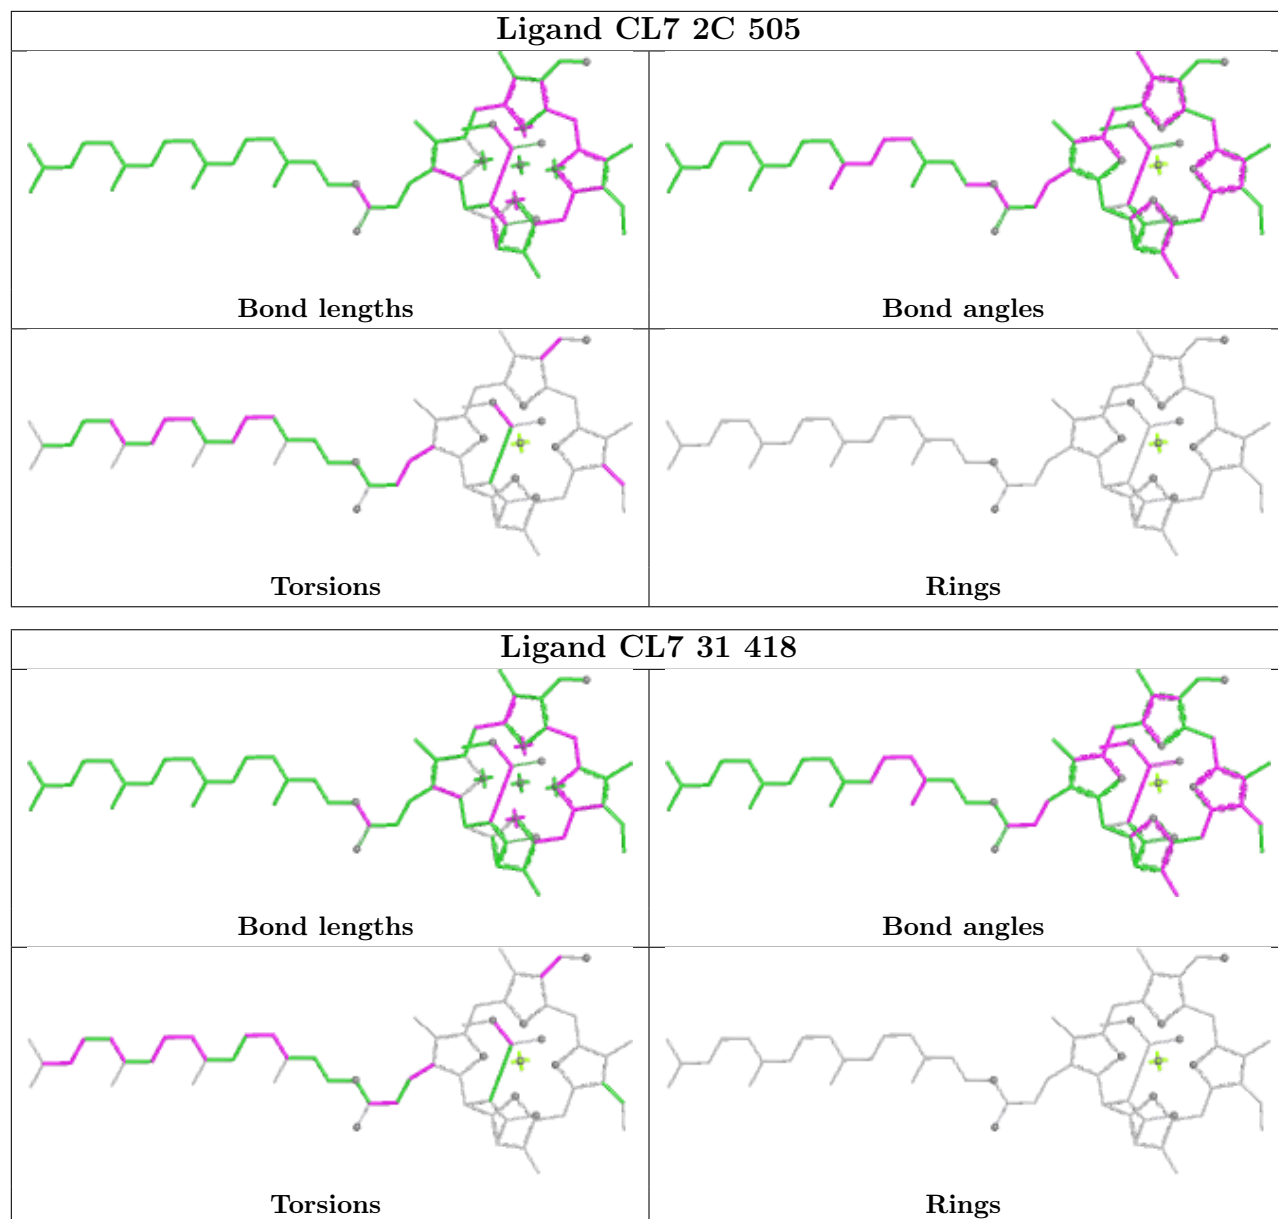 Ligand CL7 2C 505
Bond lengths
Bond angles
Torsions
Rings
Ligand CL7 31 418
Bond lengths
Bond angles
Torsions
Rings